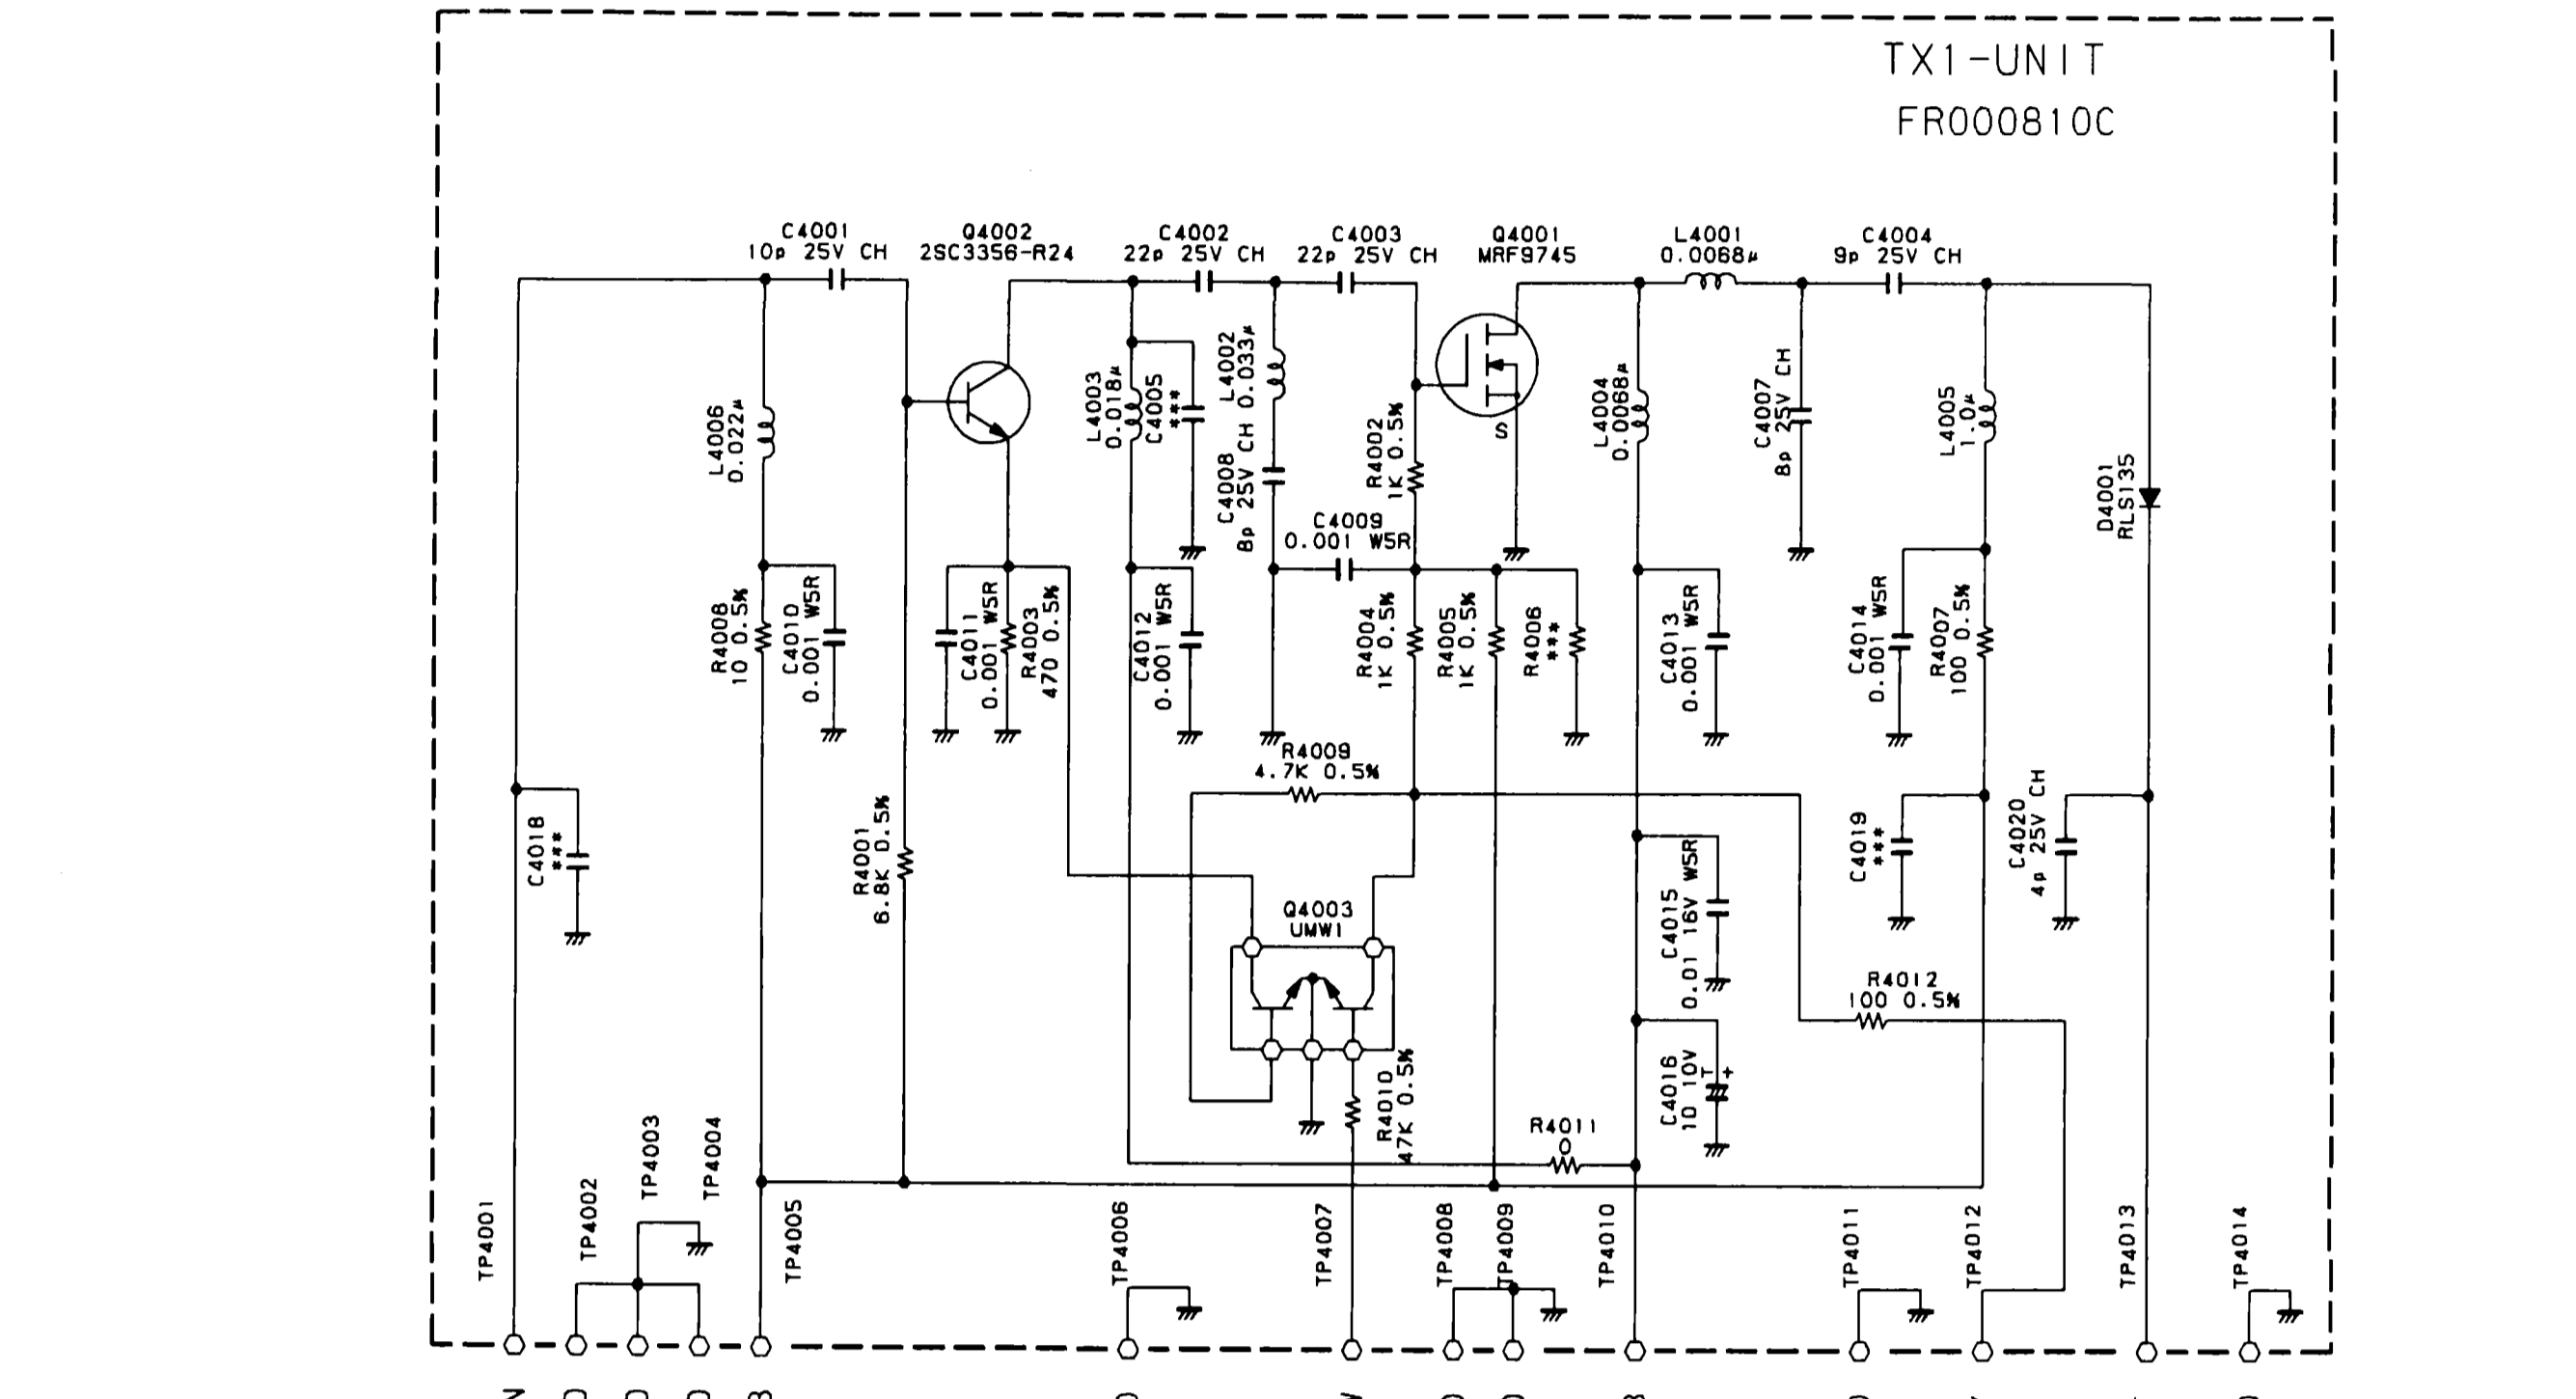 TX1-UNIT
FR000810C
C4001
10p 25V CH
Q4002
2SC3356-R24
C4002
22p 25V CH
C4003
22p 25V CH
Q4001
MRF9745
L4001
0.0068μ
C4004
9p 25V CH
L4006
0.022μ
L4003
0.018μ
C4005
***
L4002
0.033μ
C4008
8p 25V CH
R4002
1K 0.5%
S
L4004
0.0068μ
C4007
8p 25V CH
L4005
1.0μ
D4001
RLS135
C4009
0.001 W5R
R4008
10 0.5%
C4010
0.001 W5R
C4011
0.001 W5R
R4003
470 0.5%
C4012
0.001 W5R
R4004
1K 0.5%
R4005
1K 0.5%
R4006
***
C4013
0.001 W5R
C4014
0.001 W5R
R4007
100 0.5%
R4009
4.7K 0.5%
C4018
***
R4001
6.8K 0.5%
Q4003
UMW1
C4015
0.01 16V W5R
C4019
***
C4020
4p 25V CH
R4012
100 0.5%
R4010
47K 0.5%
C4016
10 10V
T
+
R4011
0
TP4001
TP4002
TP4003
TP4004
TP4005
TP4006
TP4007
TP4008
TP4009
TP4010
TP4011
TP4012
TP4013
TP4014